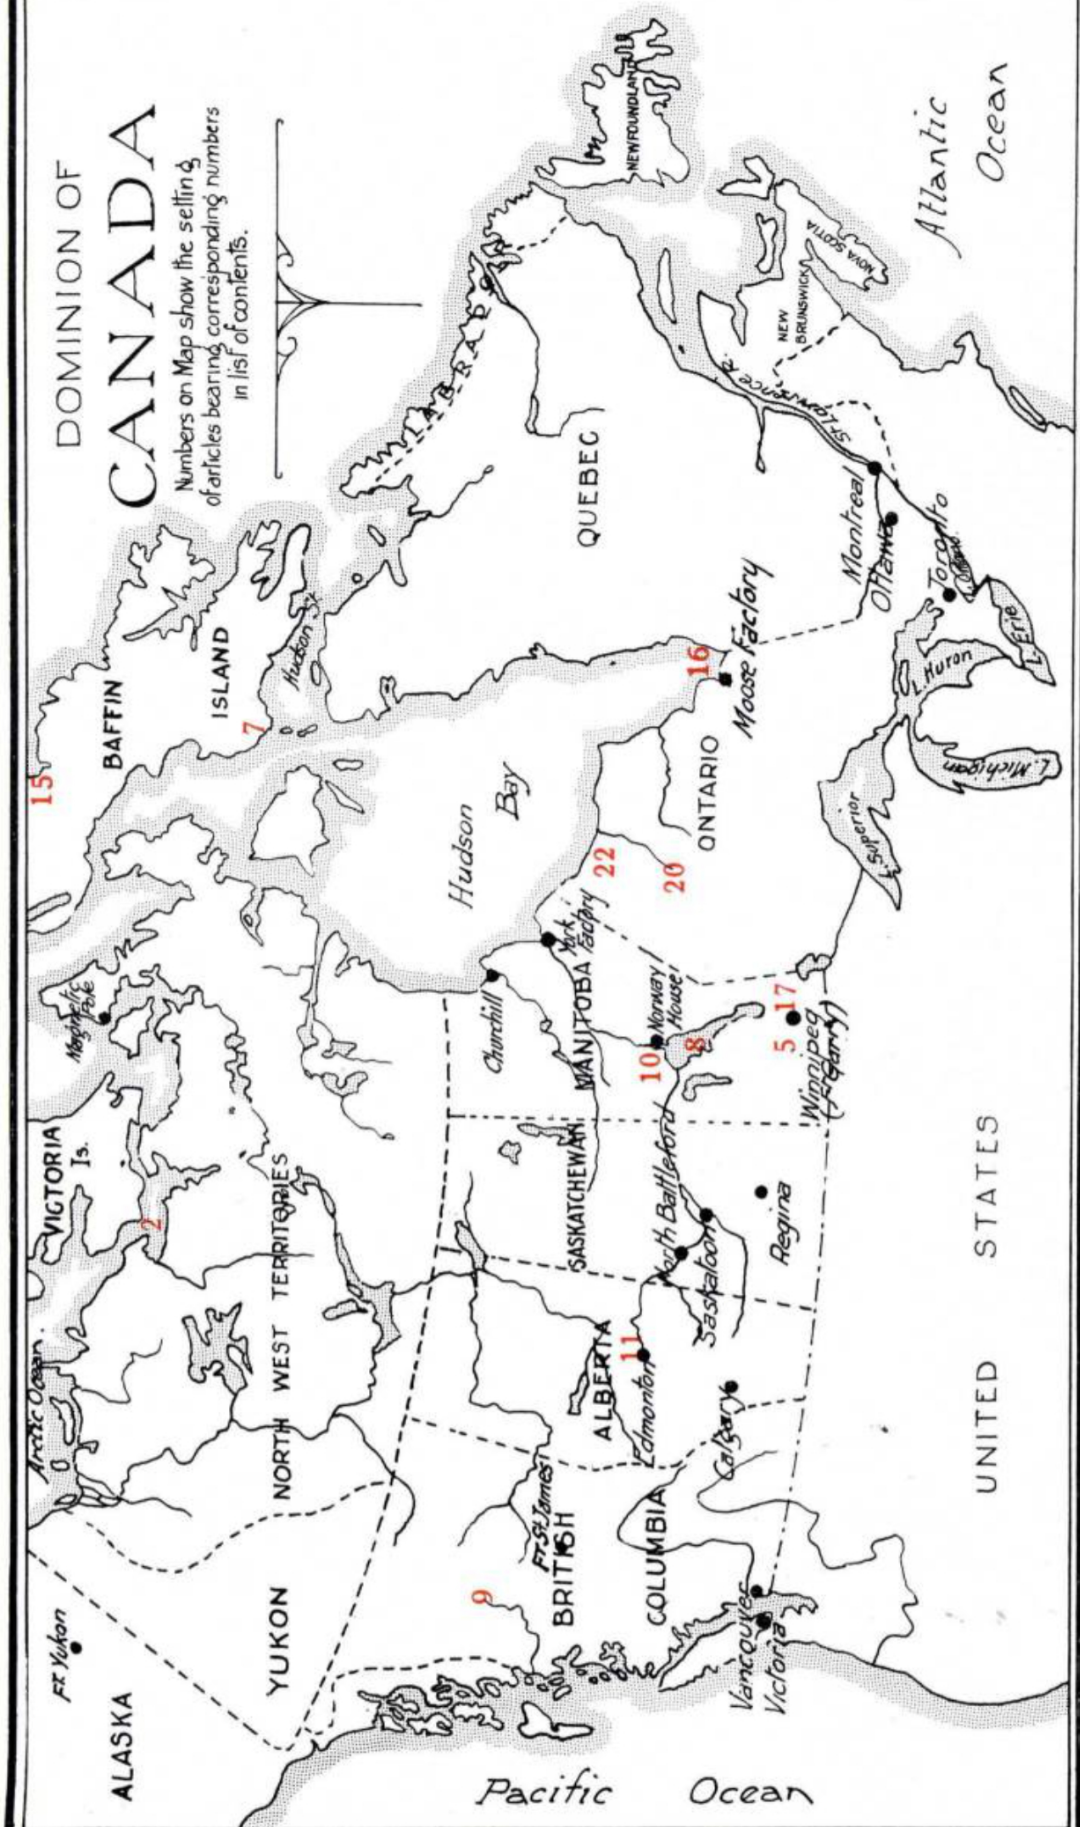 DOMINION OF
CANADA
Numbers on Map show the setting
of articles bearing corresponding numbers
in list of contents.
Arctic Ocean.
Ft Yukon
ALASKA
YUKON
VICTORIA
Is.
2
Magnetic
Pole
15
BAFFIN
ISLAND
7
Hudson St.
NORTH WEST TERRITORIES
LABRADOR
NEWFOUNDLAND
Hudson
Bay
Churchill
York
Factory
9
Ft St James
BRITISH
COLUMBIA
ALBERTA
11
Edmonton
Calgary
SASKATCHEWAN
North Battleford
Saskatoon
Regina
MANITOBA
10
Norway
House
8
5
17
Winnipeg
(Ft Garry)
22
20
ONTARIO
16
Moose Factory
QUEBEC
St Lawrence R.
NEW
BRUNSWICK
NOVA SCOTIA
Montreal
Ottawa
Toronto
L. Superior
L. Huron
L. Michigan
L. Erie
Vancouver
Victoria
Pacific Ocean
UNITED STATES
Atlantic
Ocean